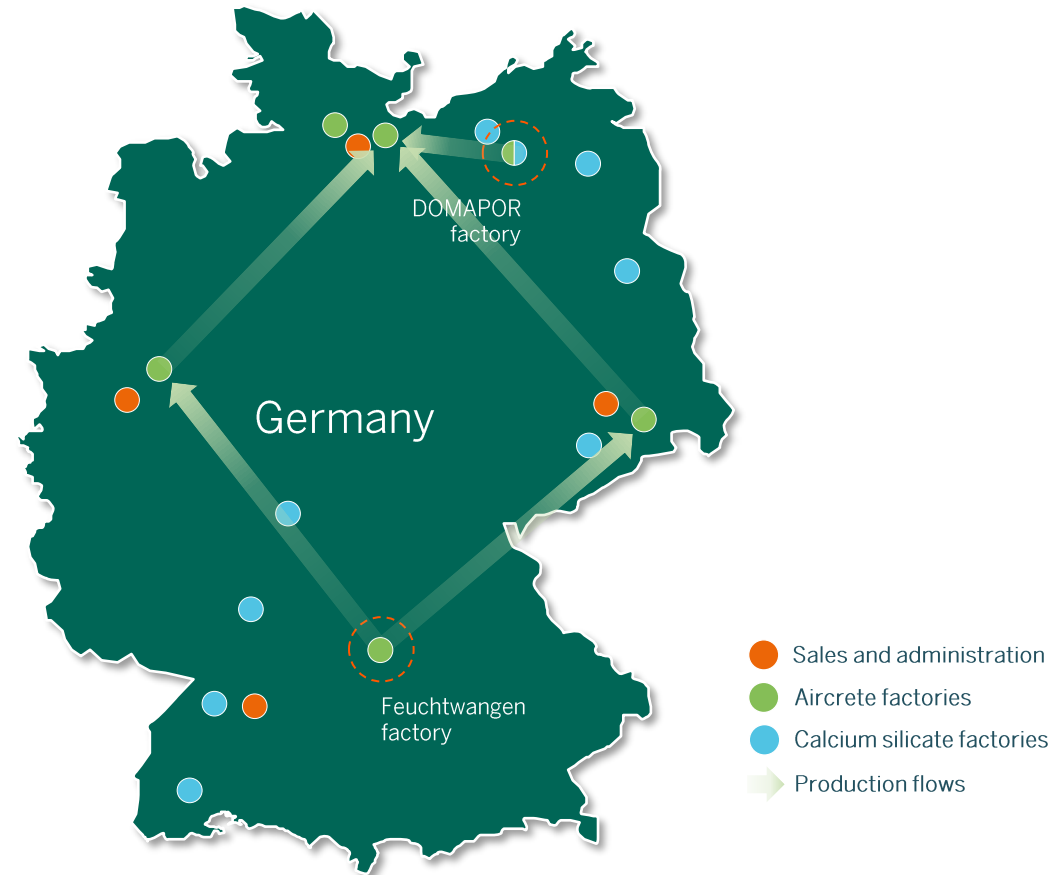 DOMAPOR
factory
Germany
Feuchtwangen
factory
Sales and administration
Aircrete factories
Calcium silicate factories
Production flows